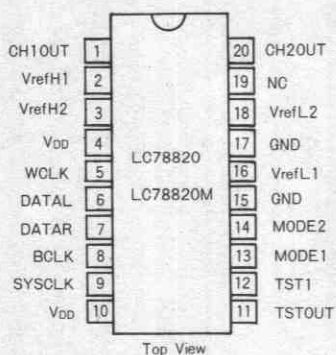 CH1OUT 1 20 CH2OUT
VrefH1 2 19 NC
VrefH2 3 18 VrefL2
VDD 4 17 GND
LC78820
WCLK 5 16 VrefL1
LC78820M
DATAL 6 15 GND
DATAR 7 14 MODE2
BCLK 8 13 MODE1
SYSCLK 9 12 TST1
VDD 10 11 TSTOUT
Top View